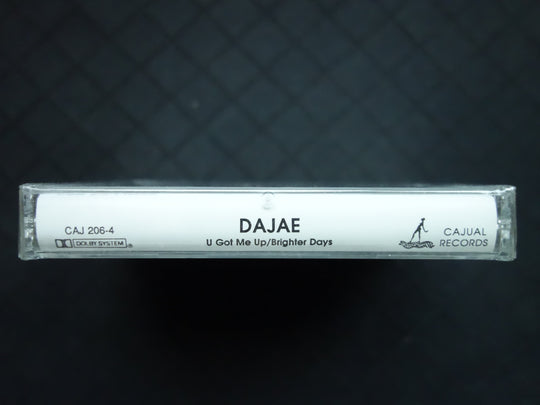 CAJ 206-4
DOLBY SYSTEM
DAJAE
U Got Me Up/Brighter Days
CAJUAL
RECORDS